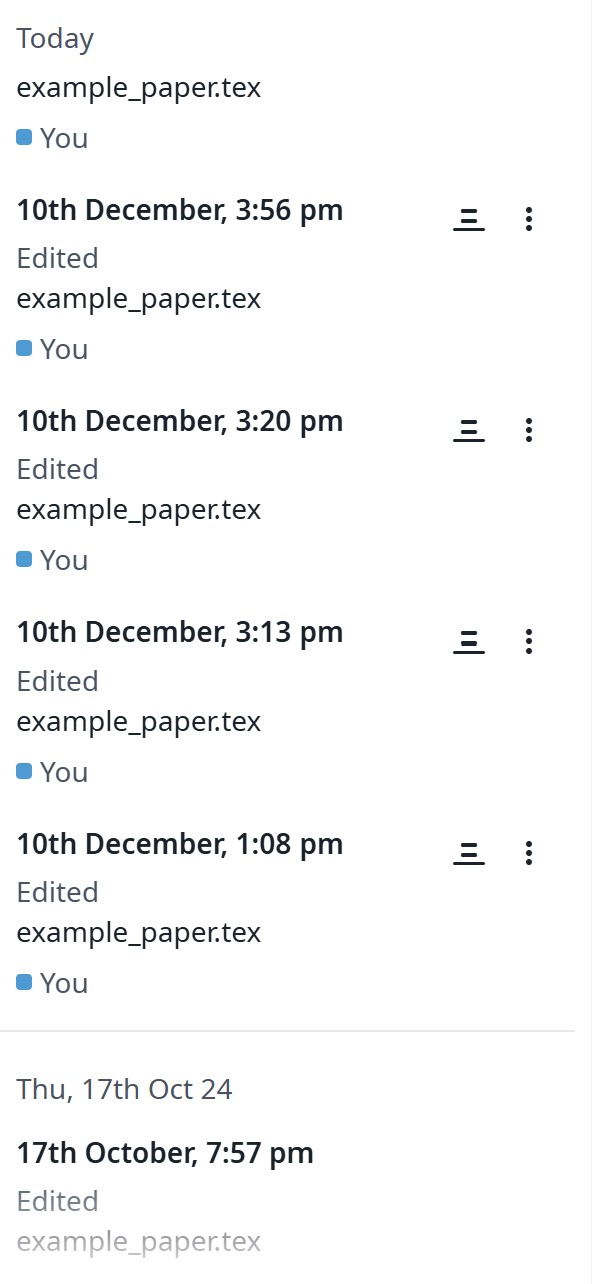 Today
example_paper.tex
You
10th December, 3:56 pm
Edited
example_paper.tex
You
10th December, 3:20 pm
Edited
example_paper.tex
You
10th December, 3:13 pm
Edited
example_paper.tex
You
10th December, 1:08 pm
Edited
example_paper.tex
You
Thu, 17th Oct 24
17th October, 7:57 pm
Edited
example_paper.tex